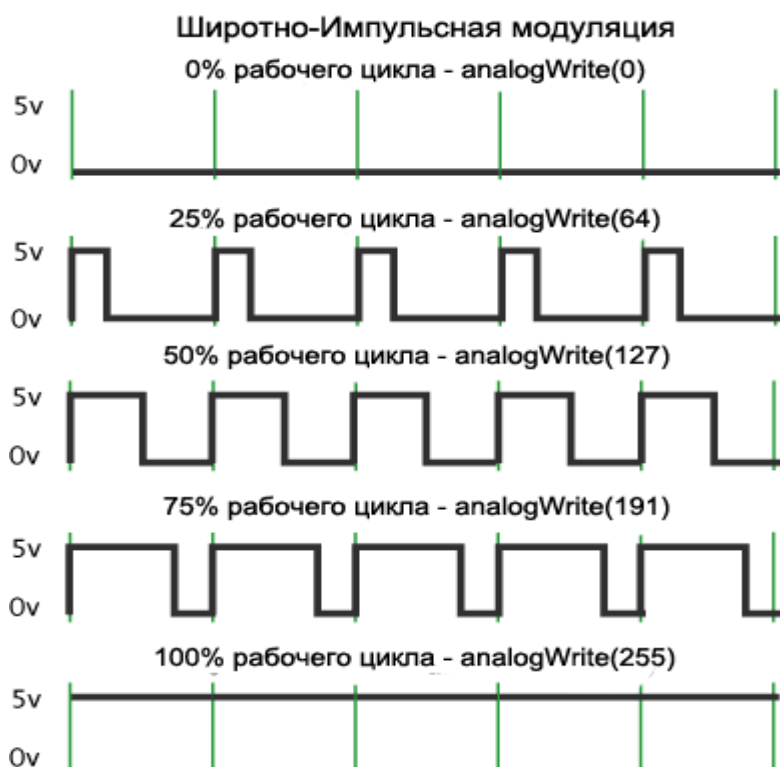 Широтно-Импульсная модуляция
0% рабочего цикла - analogWrite(0)
5v
0v
25% рабочего цикла - analogWrite(64)
5v
0v
50% рабочего цикла - analogWrite(127)
5v
0v
75% рабочего цикла - analogWrite(191)
5v
0v
100% рабочего цикла - analogWrite(255)
5v
0v